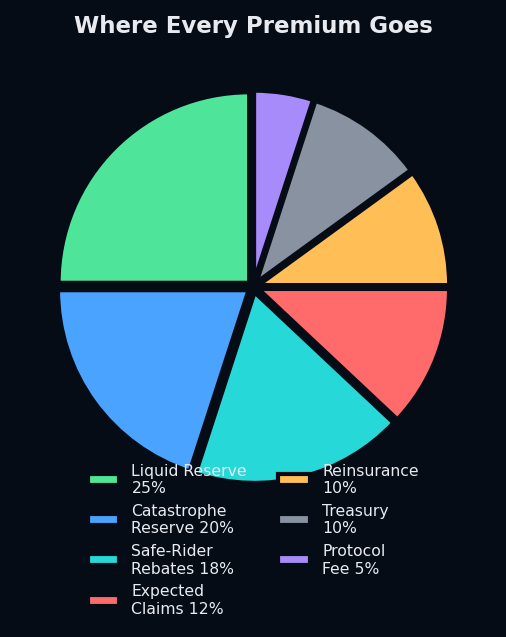 Where Every Premium Goes
Liquid Reserve
25%
Catastrophe
Reserve 20%
Safe-Rider
Rebates 18%
Expected
Claims 12%
Reinsurance
10%
Treasury
10%
Protocol
Fee 5%